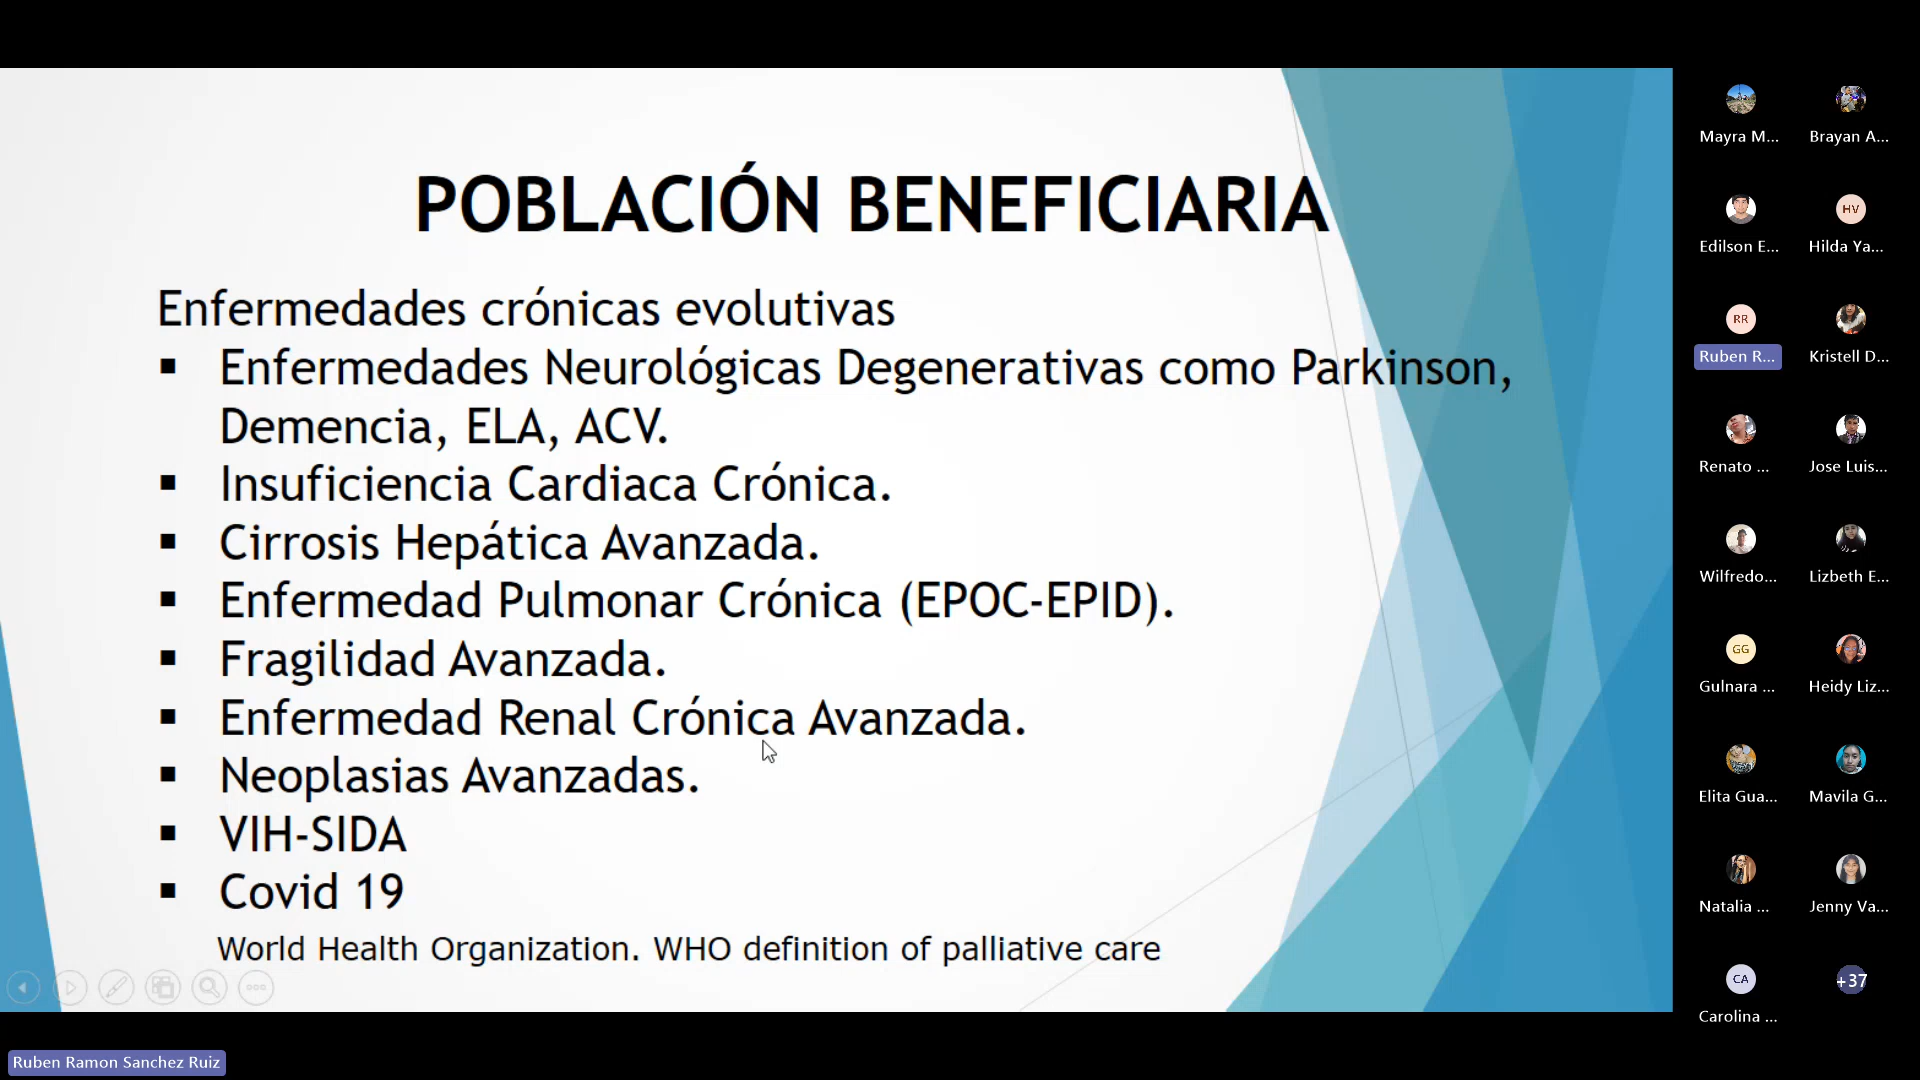 POBLACIÓN BENEFICIARIA
Enfermedades crónicas evolutivas
▪ Enfermedades Neurológicas Degenerativas como Parkinson,
Demencia, ELA, ACV.
▪ Insuficiencia Cardiaca Crónica.
▪ Cirrosis Hepática Avanzada.
▪ Enfermedad Pulmonar Crónica (EPOC-EPID).
▪ Fragilidad Avanzada.
▪ Enfermedad Renal Crónica Avanzada.
▪ Neoplasias Avanzadas.
▪ VIH-SIDA
▪ Covid 19
World Health Organization. WHO definition of palliative care
Ruben Ramon Sanchez Ruiz
Mayra M...
Brayan A...
Edilson E...
HV
Hilda Ya...
RR
Ruben R...
Kristell D...
Renato ...
Jose Luis...
Wilfredo...
Lizbeth E...
GG
Gulnara ...
Heidy Liz...
Elita Gua...
Mavila G...
Natalia ...
Jenny Va...
CA
Carolina ...
+37